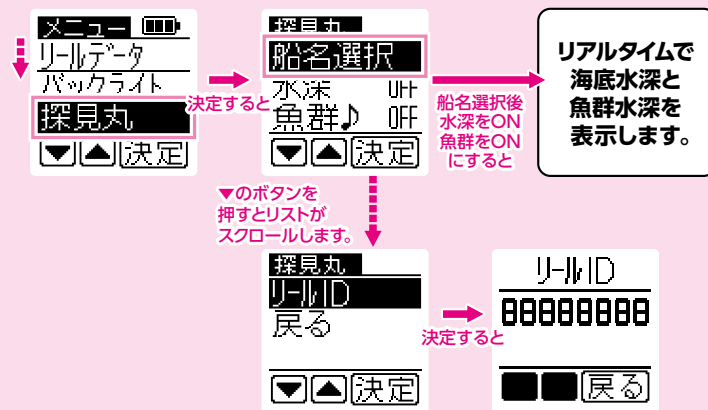 メニュー
リールデータ
バックライト
探見丸
▼▲決定
決定すると
探見丸
船名選択
水深 OFF
魚群♪ OFF
▼▲決定
船名選択後
水深をON
魚群をON
にすると
リアルタイムで
海底水深と
魚群水深を
表示します。
▼のボタンを
押すとリストが
スクロールします。
探見丸
リールID
戻る
▼▲決定
決定すると
リールID
88888888
戻る